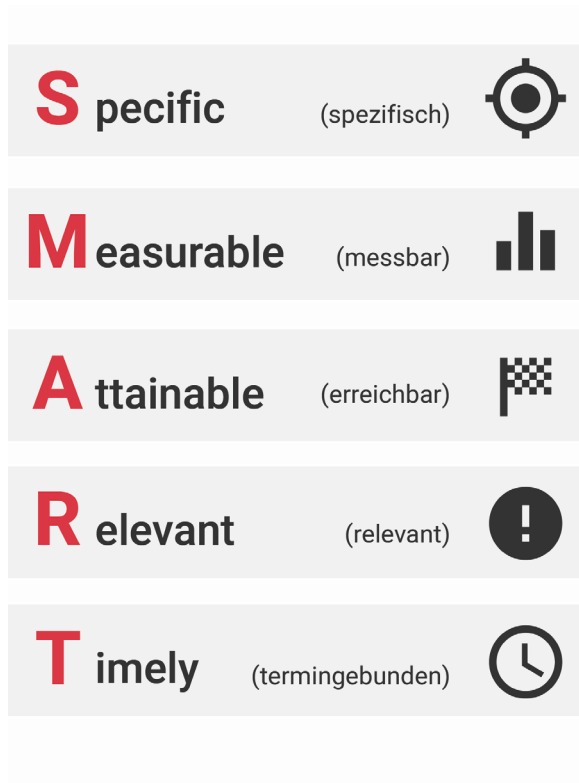 Specific (spezifisch)
Measurable (messbar)
Attainable (erreichbar)
Relevant (relevant)
Timely (termingebunden)